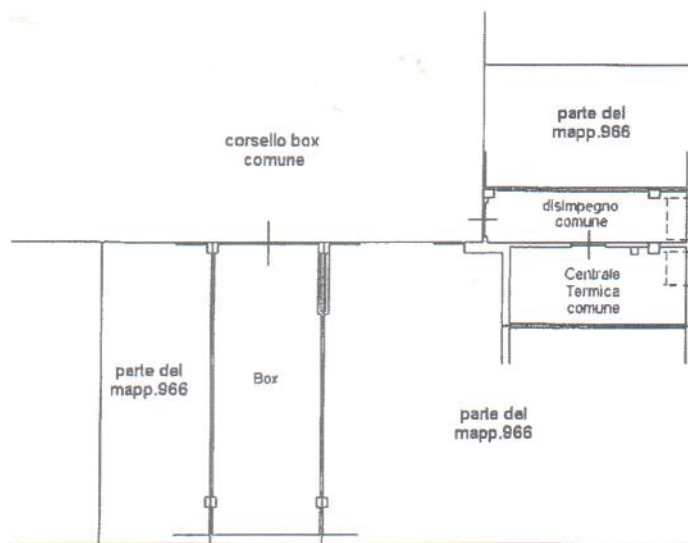 parte del
mapp.966
corsello box
comune
disimpegno
comune
Centrale
Termica
comune
parte del
mapp.966
Box
parte del
mapp.966